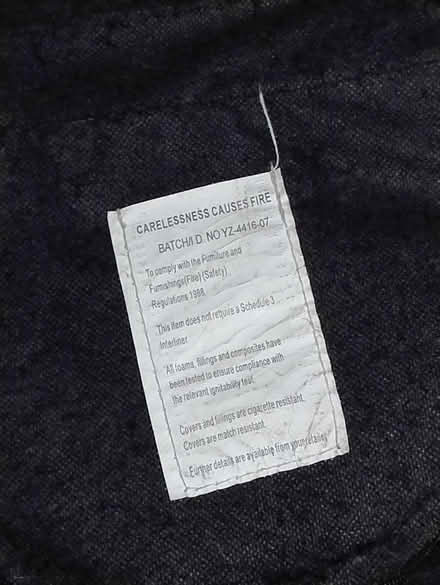 CARELESSNESS CAUSES FIRE
BATCH/I D. NO YZ-4416-07
To comply with the Furniture and
Furnishings(Fire) (Safety)
Regulations 1988.
This item does not require a Schedule 3
Interliner
All foams, fillings and composites have
been tested to ensure compliance with
the relevant ignitability test.
Covers and fillings are cigarette resistant.
Covers are match resistant.
Further details are available from your retailer